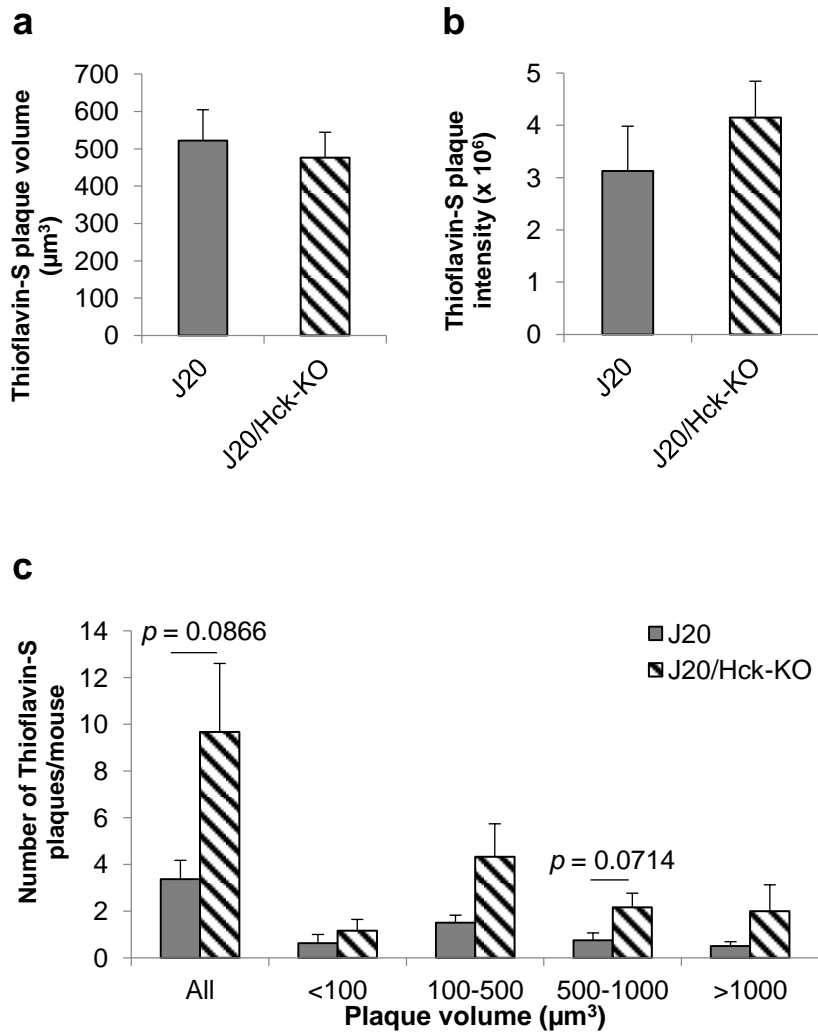 a
Thioflavin-S plaque volume
(µm³)
700
600
500
400
300
200
100
0
J20
J20/Hck-KO
b
Thioflavin-S plaque
intensity (x 10⁶)
5
4
3
2
1
0
J20
J20/Hck-KO
c
Number of Thioflavin-S
plaques/mouse
14
12
10
8
6
4
2
0
p = 0.0866
p = 0.0714
J20
J20/Hck-KO
All
<100
100-500
500-1000
>1000
Plaque volume (µm³)